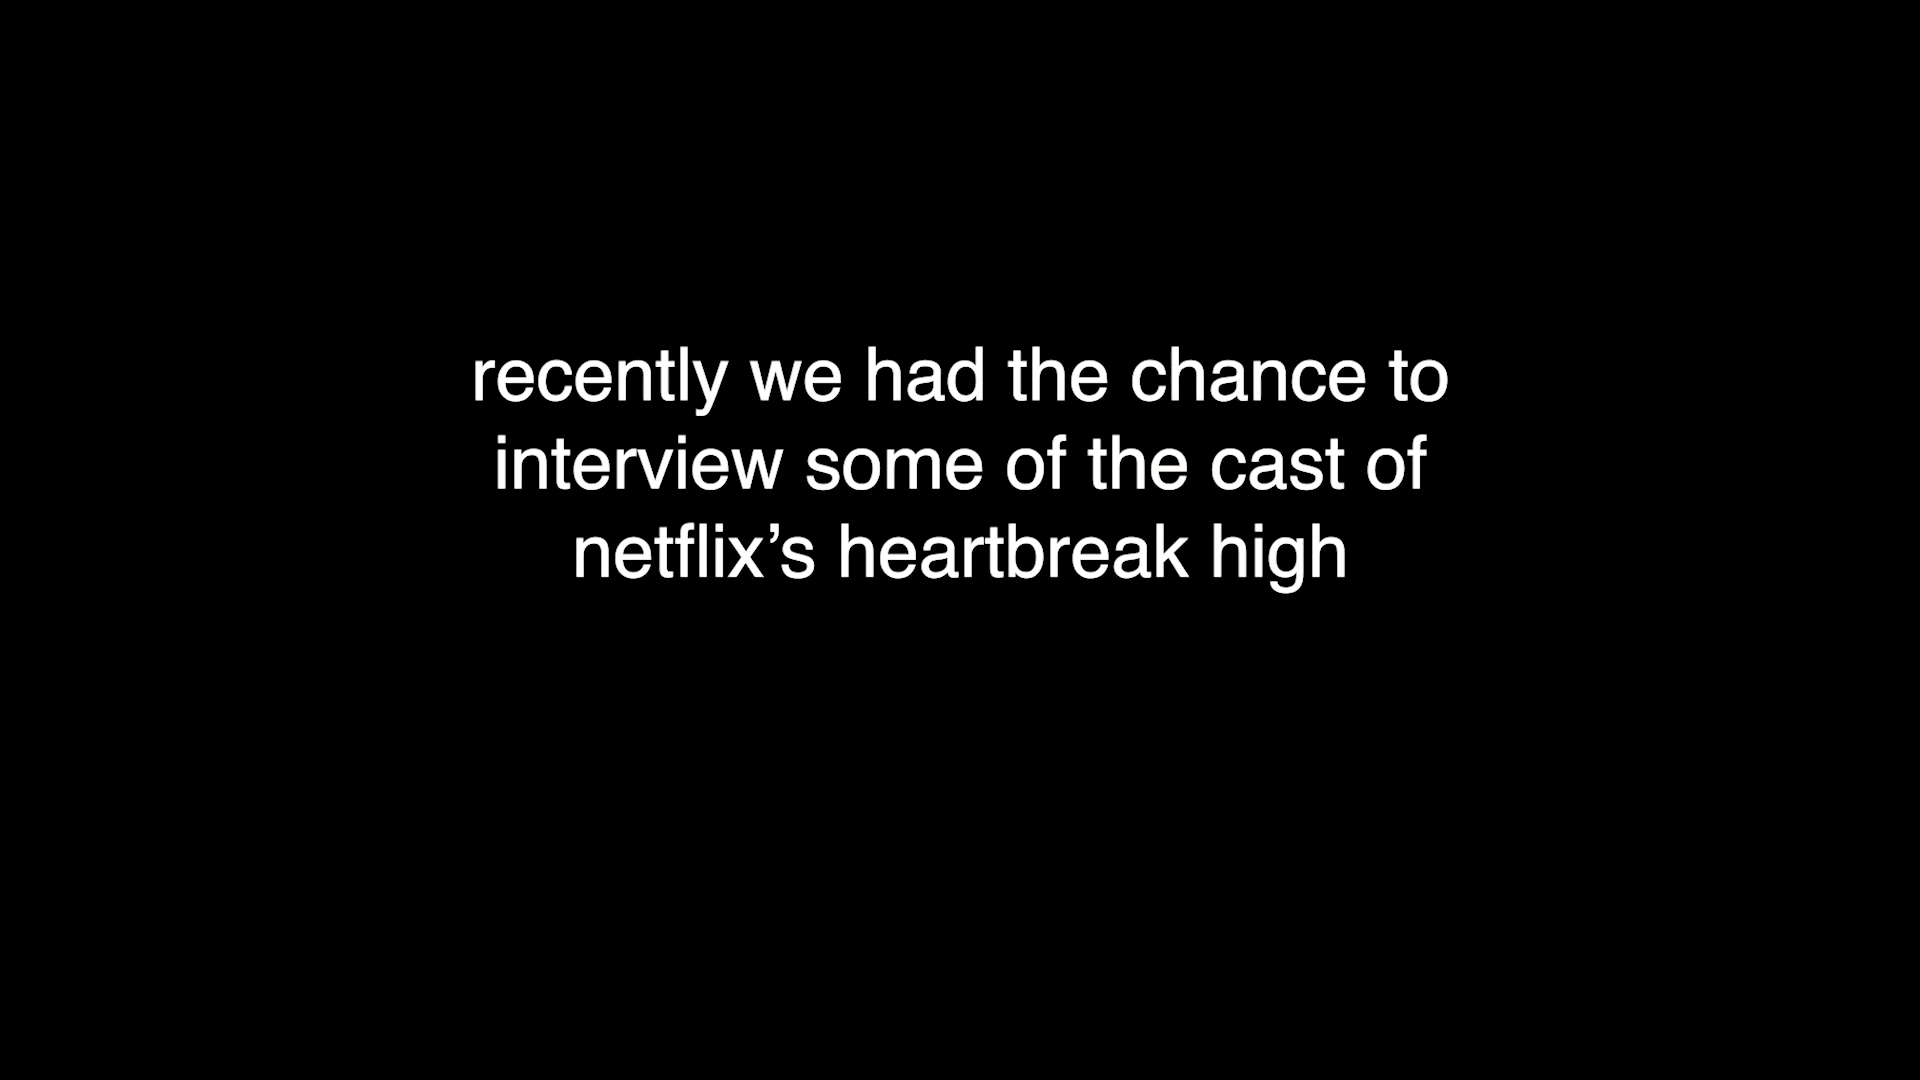 recently we had the chance to
interview some of the cast of
netflix’s heartbreak high